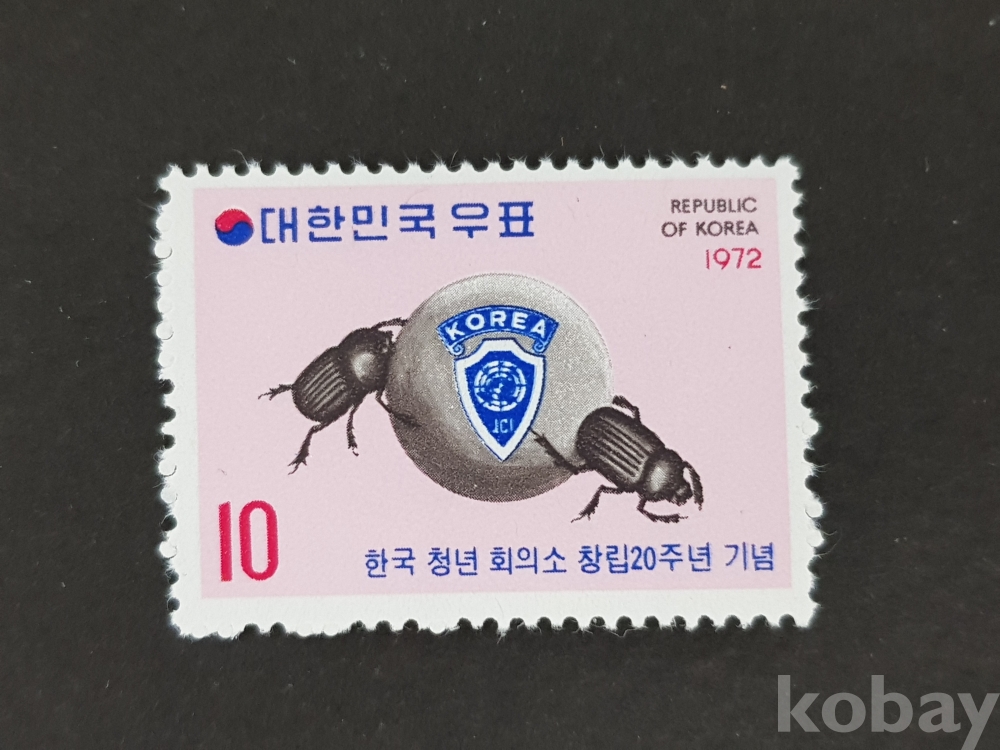 대한민국 우표
REPUBLIC
OF KOREA
1972
KOREA
JCI
10
한국 청년 회의소 창립20주년 기념
kobay